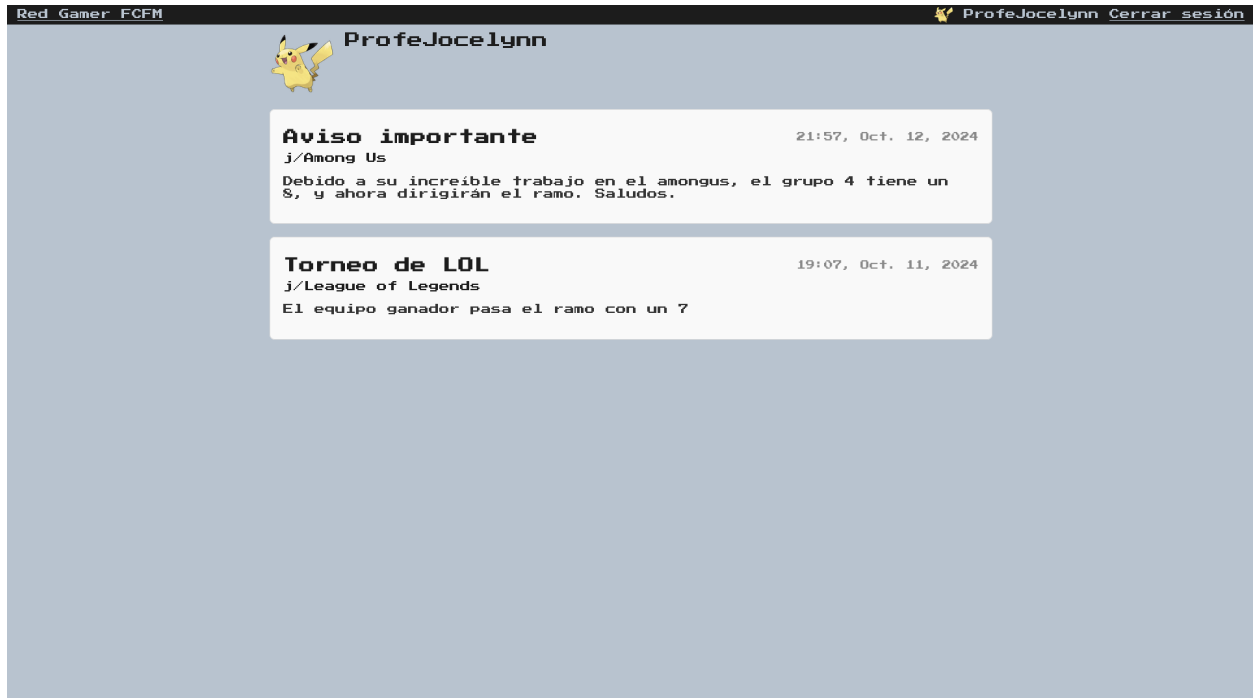 Red Gamer FCFM
ProfeJocelynn Cerrar sesión
ProfeJocelynn
Aviso importante
21:57, Oct. 12, 2024
j/Among Us
Debido a su increíble trabajo en el amongus, el grupo 4 tiene un
8, y ahora dirigirán el ramo. Saludos.
Torneo de LOL
19:07, Oct. 11, 2024
j/League of Legends
El equipo ganador pasa el ramo con un 7